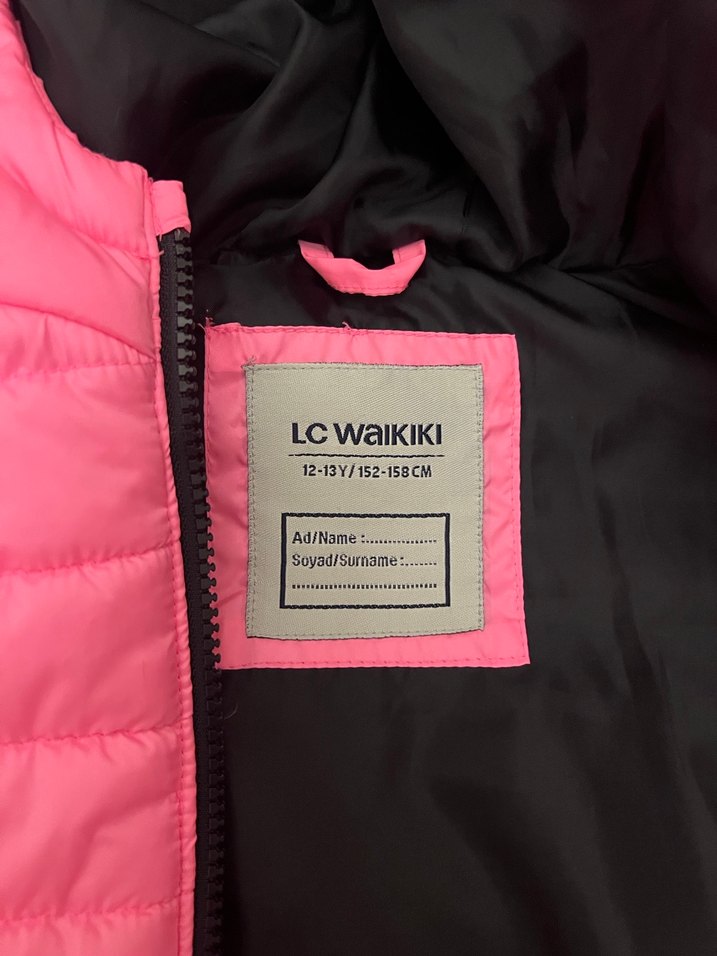 LC WAIKIKI
12-13Y/152-158CM
Ad/Name :................
Soyad/Surname:.......
................................